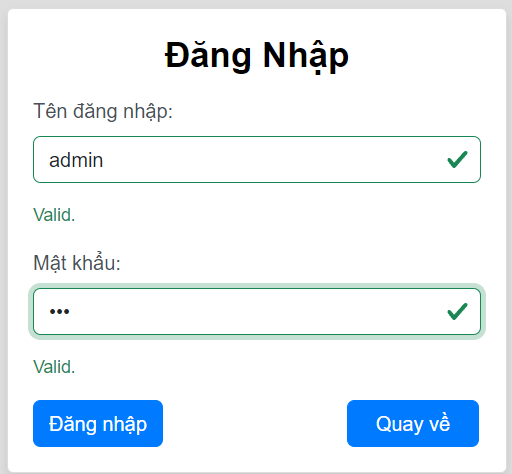 Đăng Nhập
Tên đăng nhập:
admin
Valid.
Mật khẩu:
•••
Valid.
Đăng nhập
Quay về